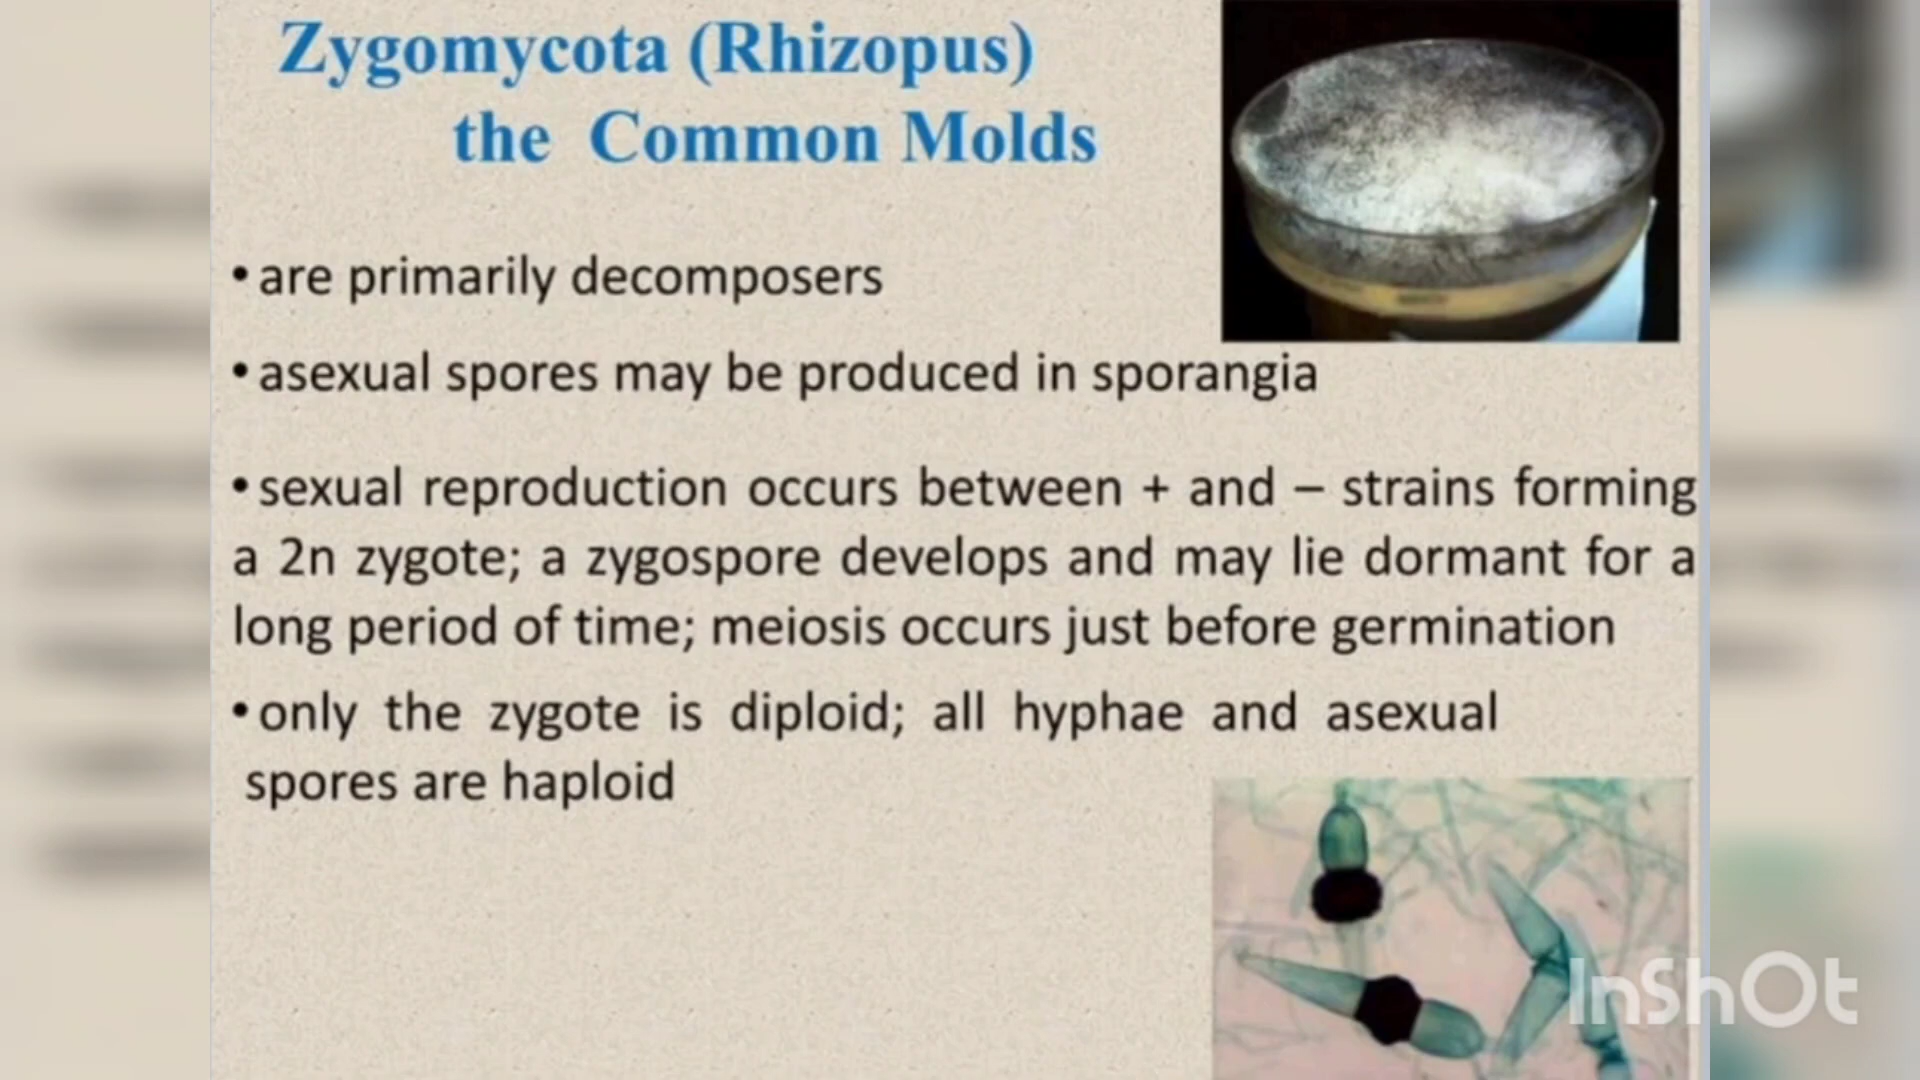 Zygomycota (Rhizopus)
the Common Molds
•are primarily decomposers
•asexual spores may be produced in sporangia
•sexual reproduction occurs between + and – strains forming
a 2n zygote; a zygospore develops and may lie dormant for a
long period of time; meiosis occurs just before germination
•only the zygote is diploid; all hyphae and asexual
spores are haploid
InShOt